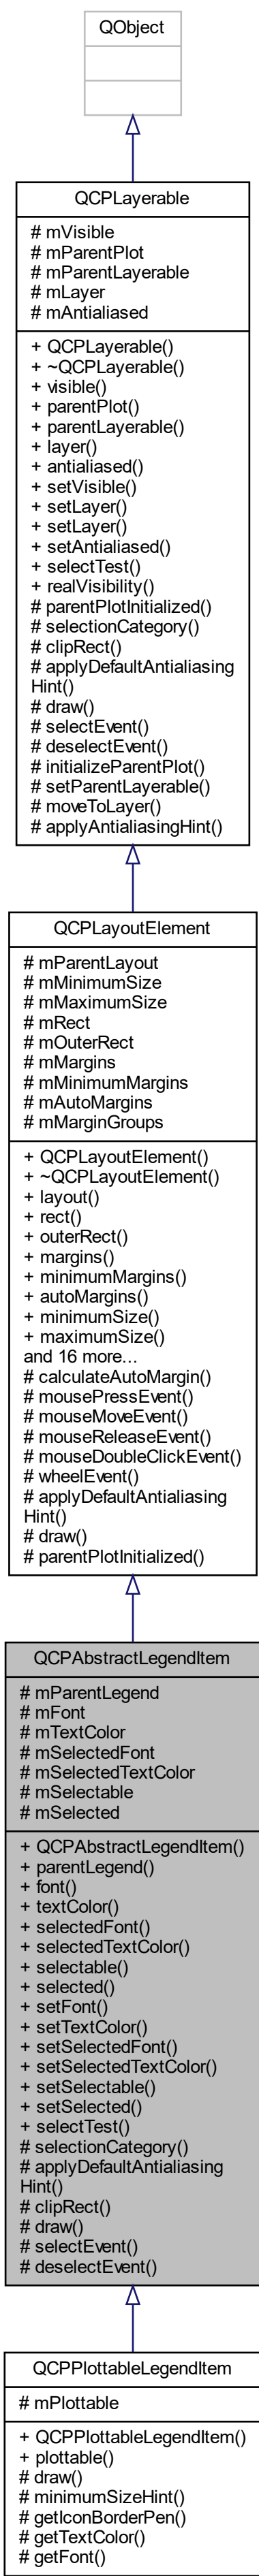 QObject
QCPLayerable
# mVisible
# mParentPlot
# mParentLayerable
# mLayer
# mAntialiased
+ QCPLayerable()
+ ~QCPLayerable()
+ visible()
+ parentPlot()
+ parentLayerable()
+ layer()
+ antialiased()
+ setVisible()
+ setLayer()
+ setLayer()
+ setAntialiased()
+ selectTest()
+ realVisibility()
# parentPlotInitialized()
# selectionCategory()
# clipRect()
# applyDefaultAntialiasing
Hint()
# draw()
# selectEvent()
# deselectEvent()
# initializeParentPlot()
# setParentLayerable()
# moveToLayer()
# applyAntialiasingHint()
QCPLayoutElement
# mParentLayout
# mMinimumSize
# mMaximumSize
# mRect
# mOuterRect
# mMargins
# mMinimumMargins
# mAutoMargins
# mMarginGroups
+ QCPLayoutElement()
+ ~QCPLayoutElement()
+ layout()
+ rect()
+ outerRect()
+ margins()
+ minimumMargins()
+ autoMargins()
+ minimumSize()
+ maximumSize()
and 16 more...
# calculateAutoMargin()
# mousePressEvent()
# mouseMoveEvent()
# mouseReleaseEvent()
# mouseDoubleClickEvent()
# wheelEvent()
# applyDefaultAntialiasing
Hint()
# draw()
# parentPlotInitialized()
QCPAbstractLegendItem
# mParentLegend
# mFont
# mTextColor
# mSelectedFont
# mSelectedTextColor
# mSelectable
# mSelected
+ QCPAbstractLegendItem()
+ parentLegend()
+ font()
+ textColor()
+ selectedFont()
+ selectedTextColor()
+ selectable()
+ selected()
+ setFont()
+ setTextColor()
+ setSelectedFont()
+ setSelectedTextColor()
+ setSelectable()
+ setSelected()
+ selectTest()
# selectionCategory()
# applyDefaultAntialiasing
Hint()
# clipRect()
# draw()
# selectEvent()
# deselectEvent()
QCPPlottableLegendItem
# mPlottable
+ QCPPlottableLegendItem()
+ plottable()
# draw()
# minimumSizeHint()
# getIconBorderPen()
# getTextColor()
# getFont()